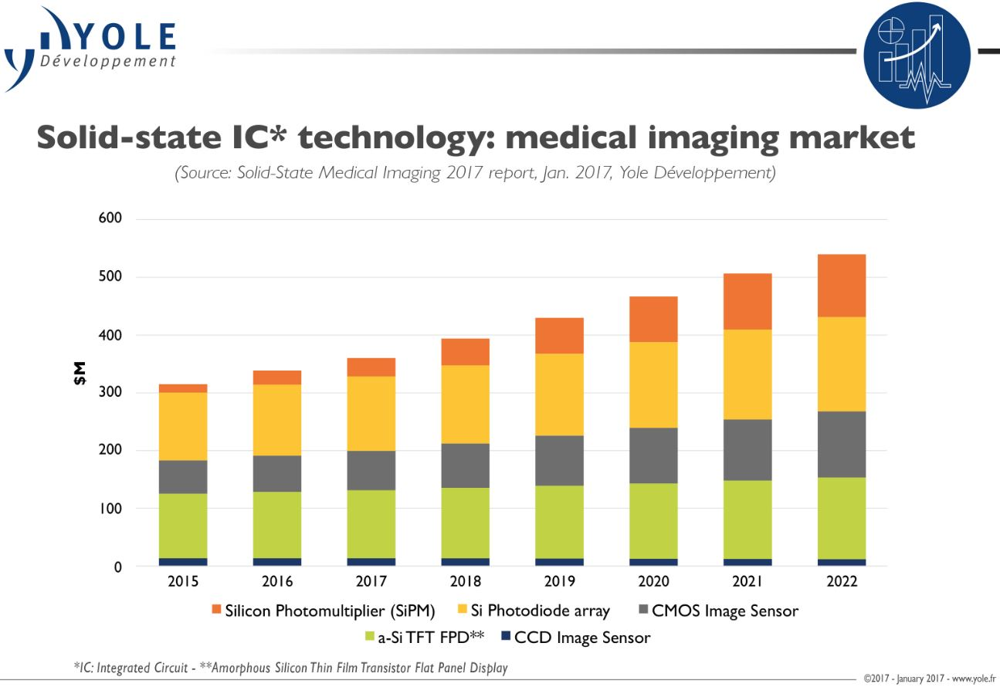 YOLE
Développement
Solid-state IC* technology: medical imaging market
(Source: Solid-State Medical Imaging 2017 report, Jan. 2017, Yole Développement)
600
500
400
300
200
100
0
$M
2015 2016 2017 2018 2019 2020 2021 2022
Silicon Photomultiplier (SiPM) Si Photodiode array CMOS Image Sensor
a-Si TFT FPD** CCD Image Sensor
*IC: Integrated Circuit - **Amorphous Silicon Thin Film Transistor Flat Panel Display
©2017 - January 2017 - www.yole.fr